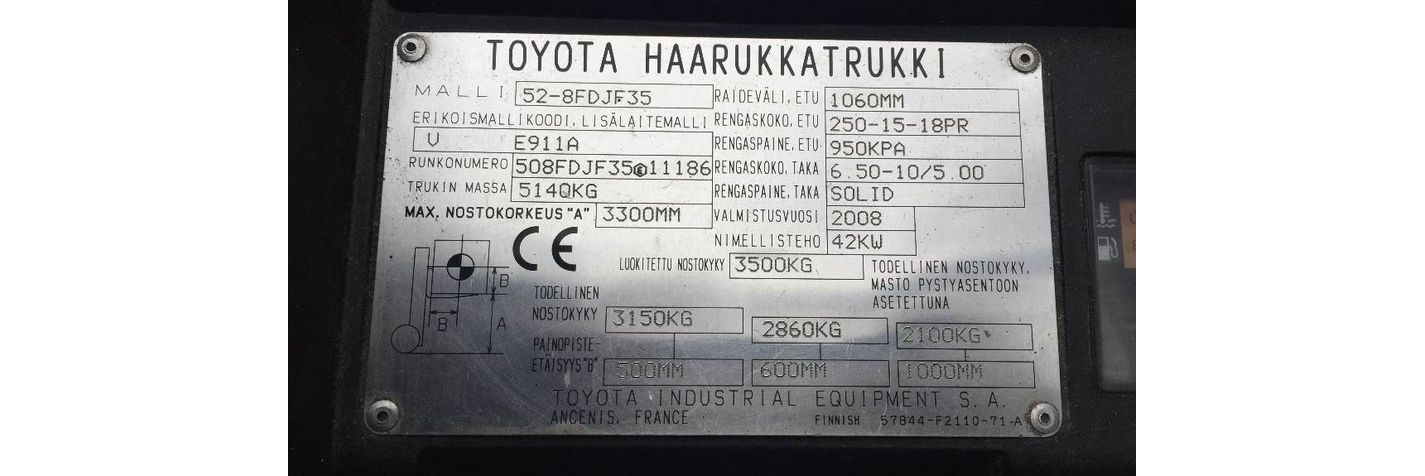 TOYOTA HAARUKKATRUKKI
MALLI 52-8FDJF35
ERIKOISMALLIKOODI, LISÄLAITEMALLI
V E911A
RUNKONUMERO 508FDJF35 E 11186
TRUKIN MASSA 5140KG
MAX. NOSTOKORKEUS "A" 3300MM
RAIDEVÄLI, ETU 1060MM
RENGASKOKO, ETU 250-15-18PR
RENGASPAINE, ETU 950KPA
RENGASKOKO, TAKA 6.50-10/5.00
RENGASPAINE, TAKA SOLID
VALMISTUSVUOSI 2008
NIMELLISTEHO 42KW
CE
LUOKITETTU NOSTOKYKY 3500KG
TODELLINEN NOSTOKYKY,
MASTO PYSTYASENTOON
ASETETTUNA
B
B
A
TODELLINEN
NOSTOKYKY 3150KG 2860KG 2100KG
PAINOPISTE-
ETÄISYYS "B" 500MM 600MM 1000MM
TOYOTA INDUSTRIAL EQUIPMENT S.A.
ANCENIS, FRANCE
FINNISH 57844-F2110-71-A